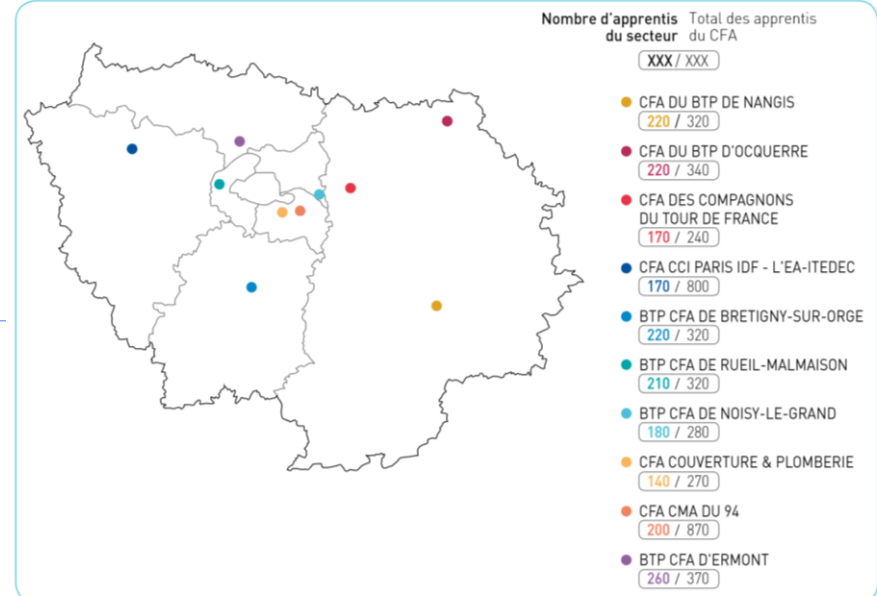 Nombre d'apprentis Total des apprentis
du secteur du CFA
XXX / XXX
CFA DU BTP DE NANGIS
220 / 320
CFA DU BTP D'OCQUERRE
220 / 340
CFA DES COMPAGNONS
DU TOUR DE FRANCE
170 / 240
CFA CCI PARIS IDF - L'EA-ITEDEC
170 / 800
BTP CFA DE BRETIGNY-SUR-ORGE
220 / 320
BTP CFA DE RUEIL-MALMAISON
210 / 320
BTP CFA DE NOISY-LE-GRAND
180 / 280
CFA COUVERTURE & PLOMBERIE
140 / 270
CFA CMA DU 94
200 / 870
BTP CFA D'ERMONT
260 / 370